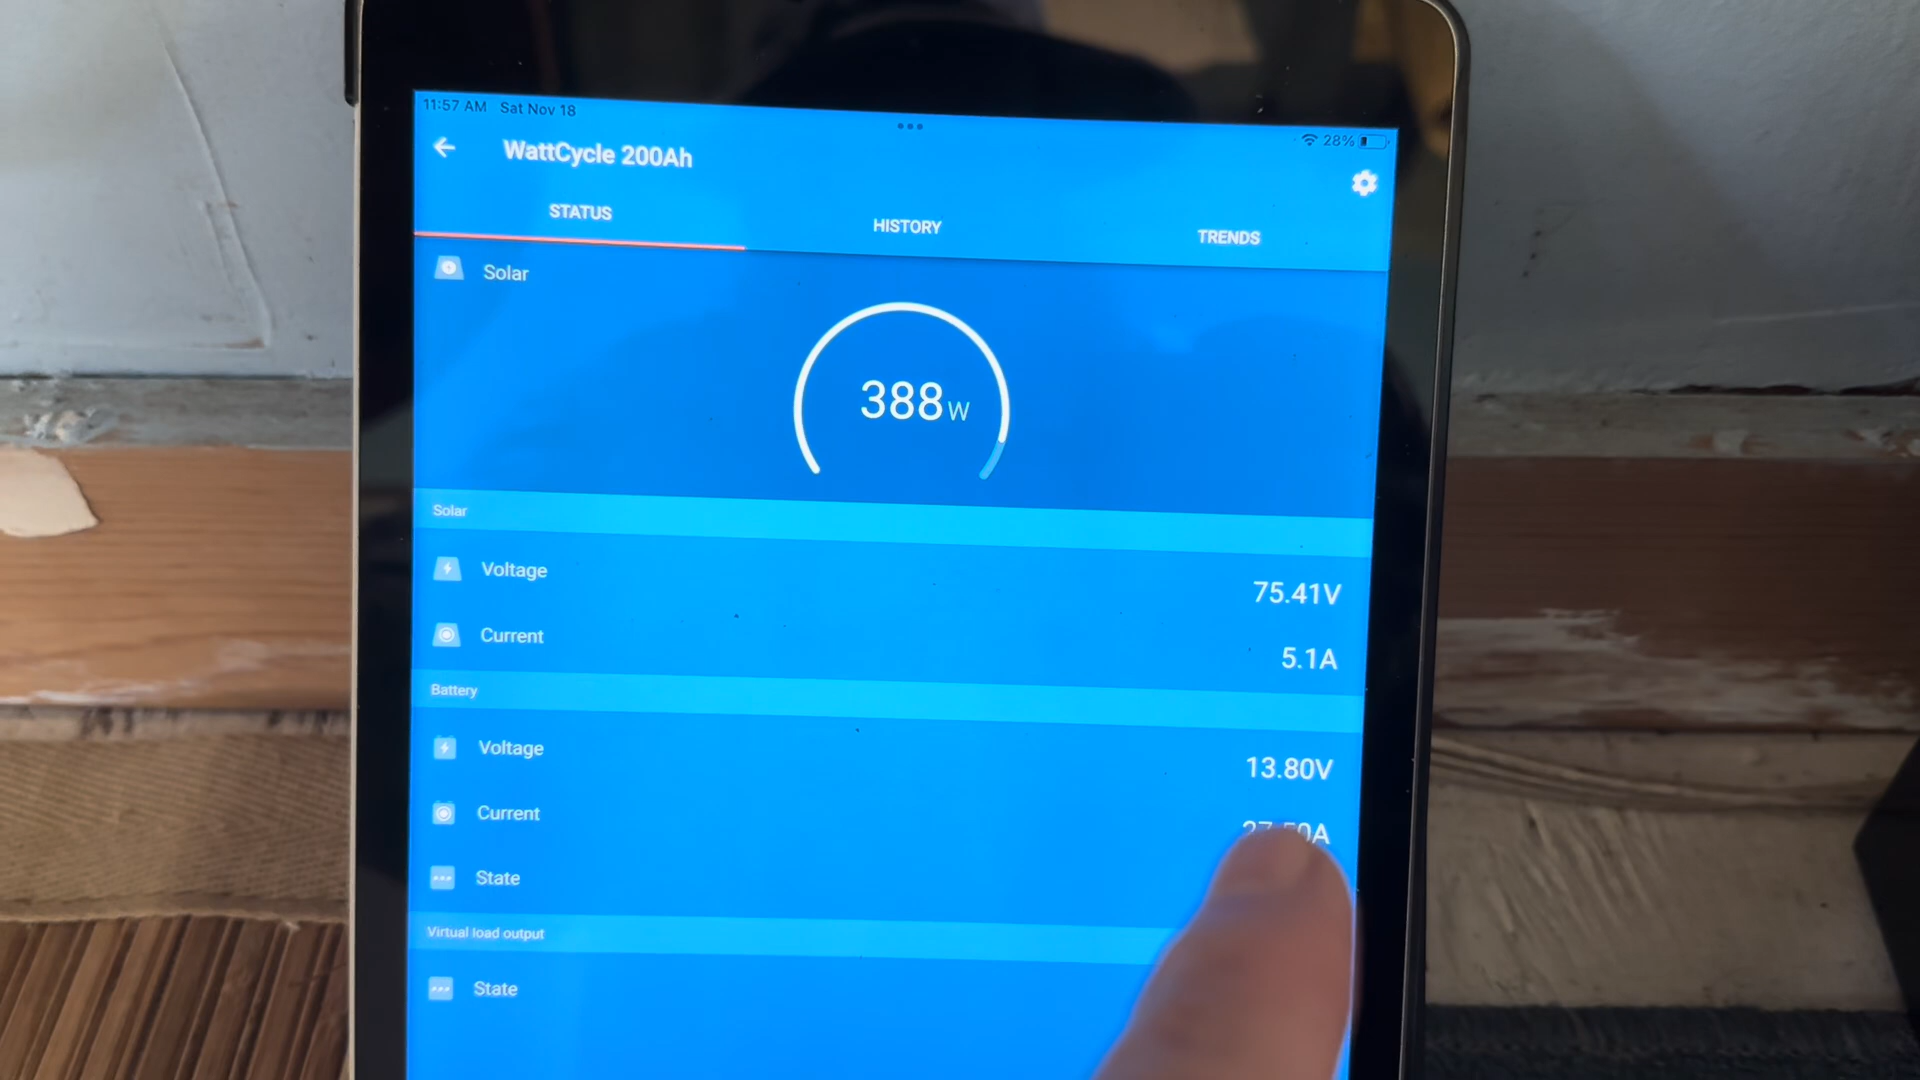 11:57 AM Sat Nov 18
28%
WattCycle 200Ah
STATUS HISTORY TRENDS
Solar
388W
Solar
Voltage 75.41V
Current 5.1A
Battery
Voltage 13.80V
Current
State
Virtual load output
State